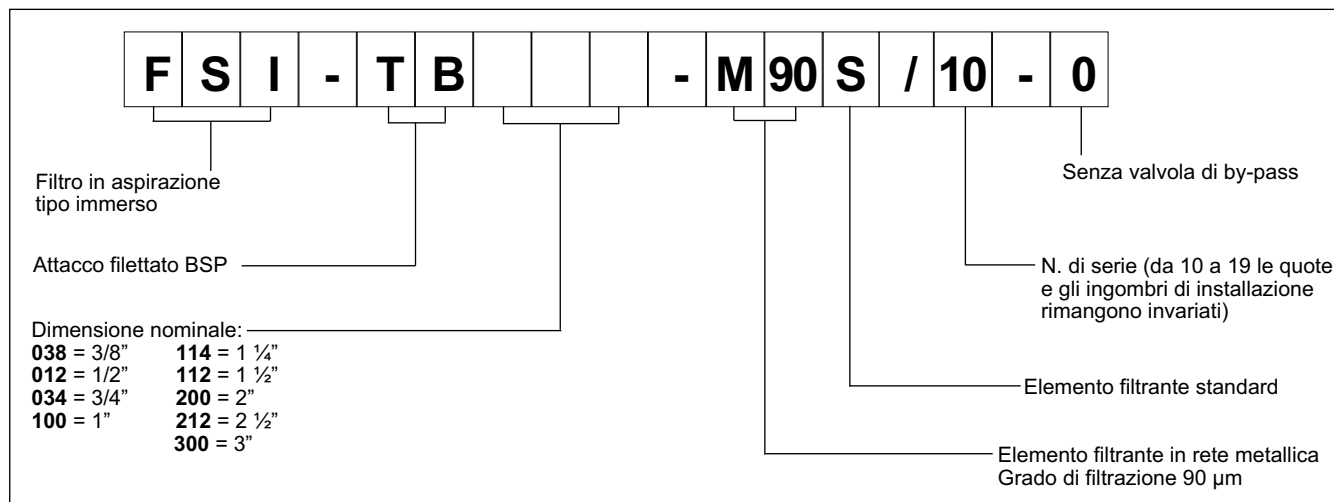 FSI-TB   -M90S/10-0
Filtro in aspirazione
tipo immerso
Senza valvola di by-pass
Attacco filettato BSP
N. di serie (da 10 a 19 le quote
e gli ingombri di installazione
rimangono invariati)
Dimensione nominale:
038 = 3/8” 114 = 1 ¼”
012 = 1/2” 112 = 1 ½”
034 = 3/4” 200 = 2”
100 = 1” 212 = 2 ½”
300 = 3”
Elemento filtrante standard
Elemento filtrante in rete metallica
Grado di filtrazione 90 µm